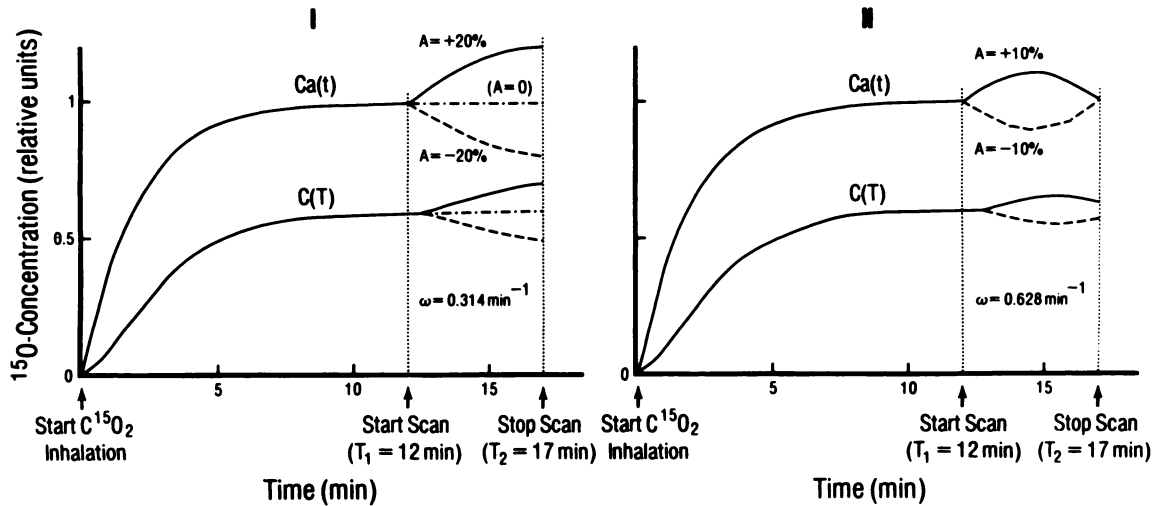 I
II
¹⁵O-Concentration (relative units)
1
0.5
0
Ca(t)
C(T)
A = +20%
(A = 0)
A = −20%
ω = 0.314 min⁻¹
5
10
15
Start C¹⁵O₂
Inhalation
Start Scan
(T₁ = 12 min)
Stop Scan
(T₂ = 17 min)
Time (min)
Ca(t)
C(T)
A = +10%
A = −10%
ω = 0.628 min⁻¹
5
10
15
Start C¹⁵O₂
Inhalation
Start Scan
(T₁ = 12 min)
Stop Scan
(T₂ = 17 min)
Time (min)